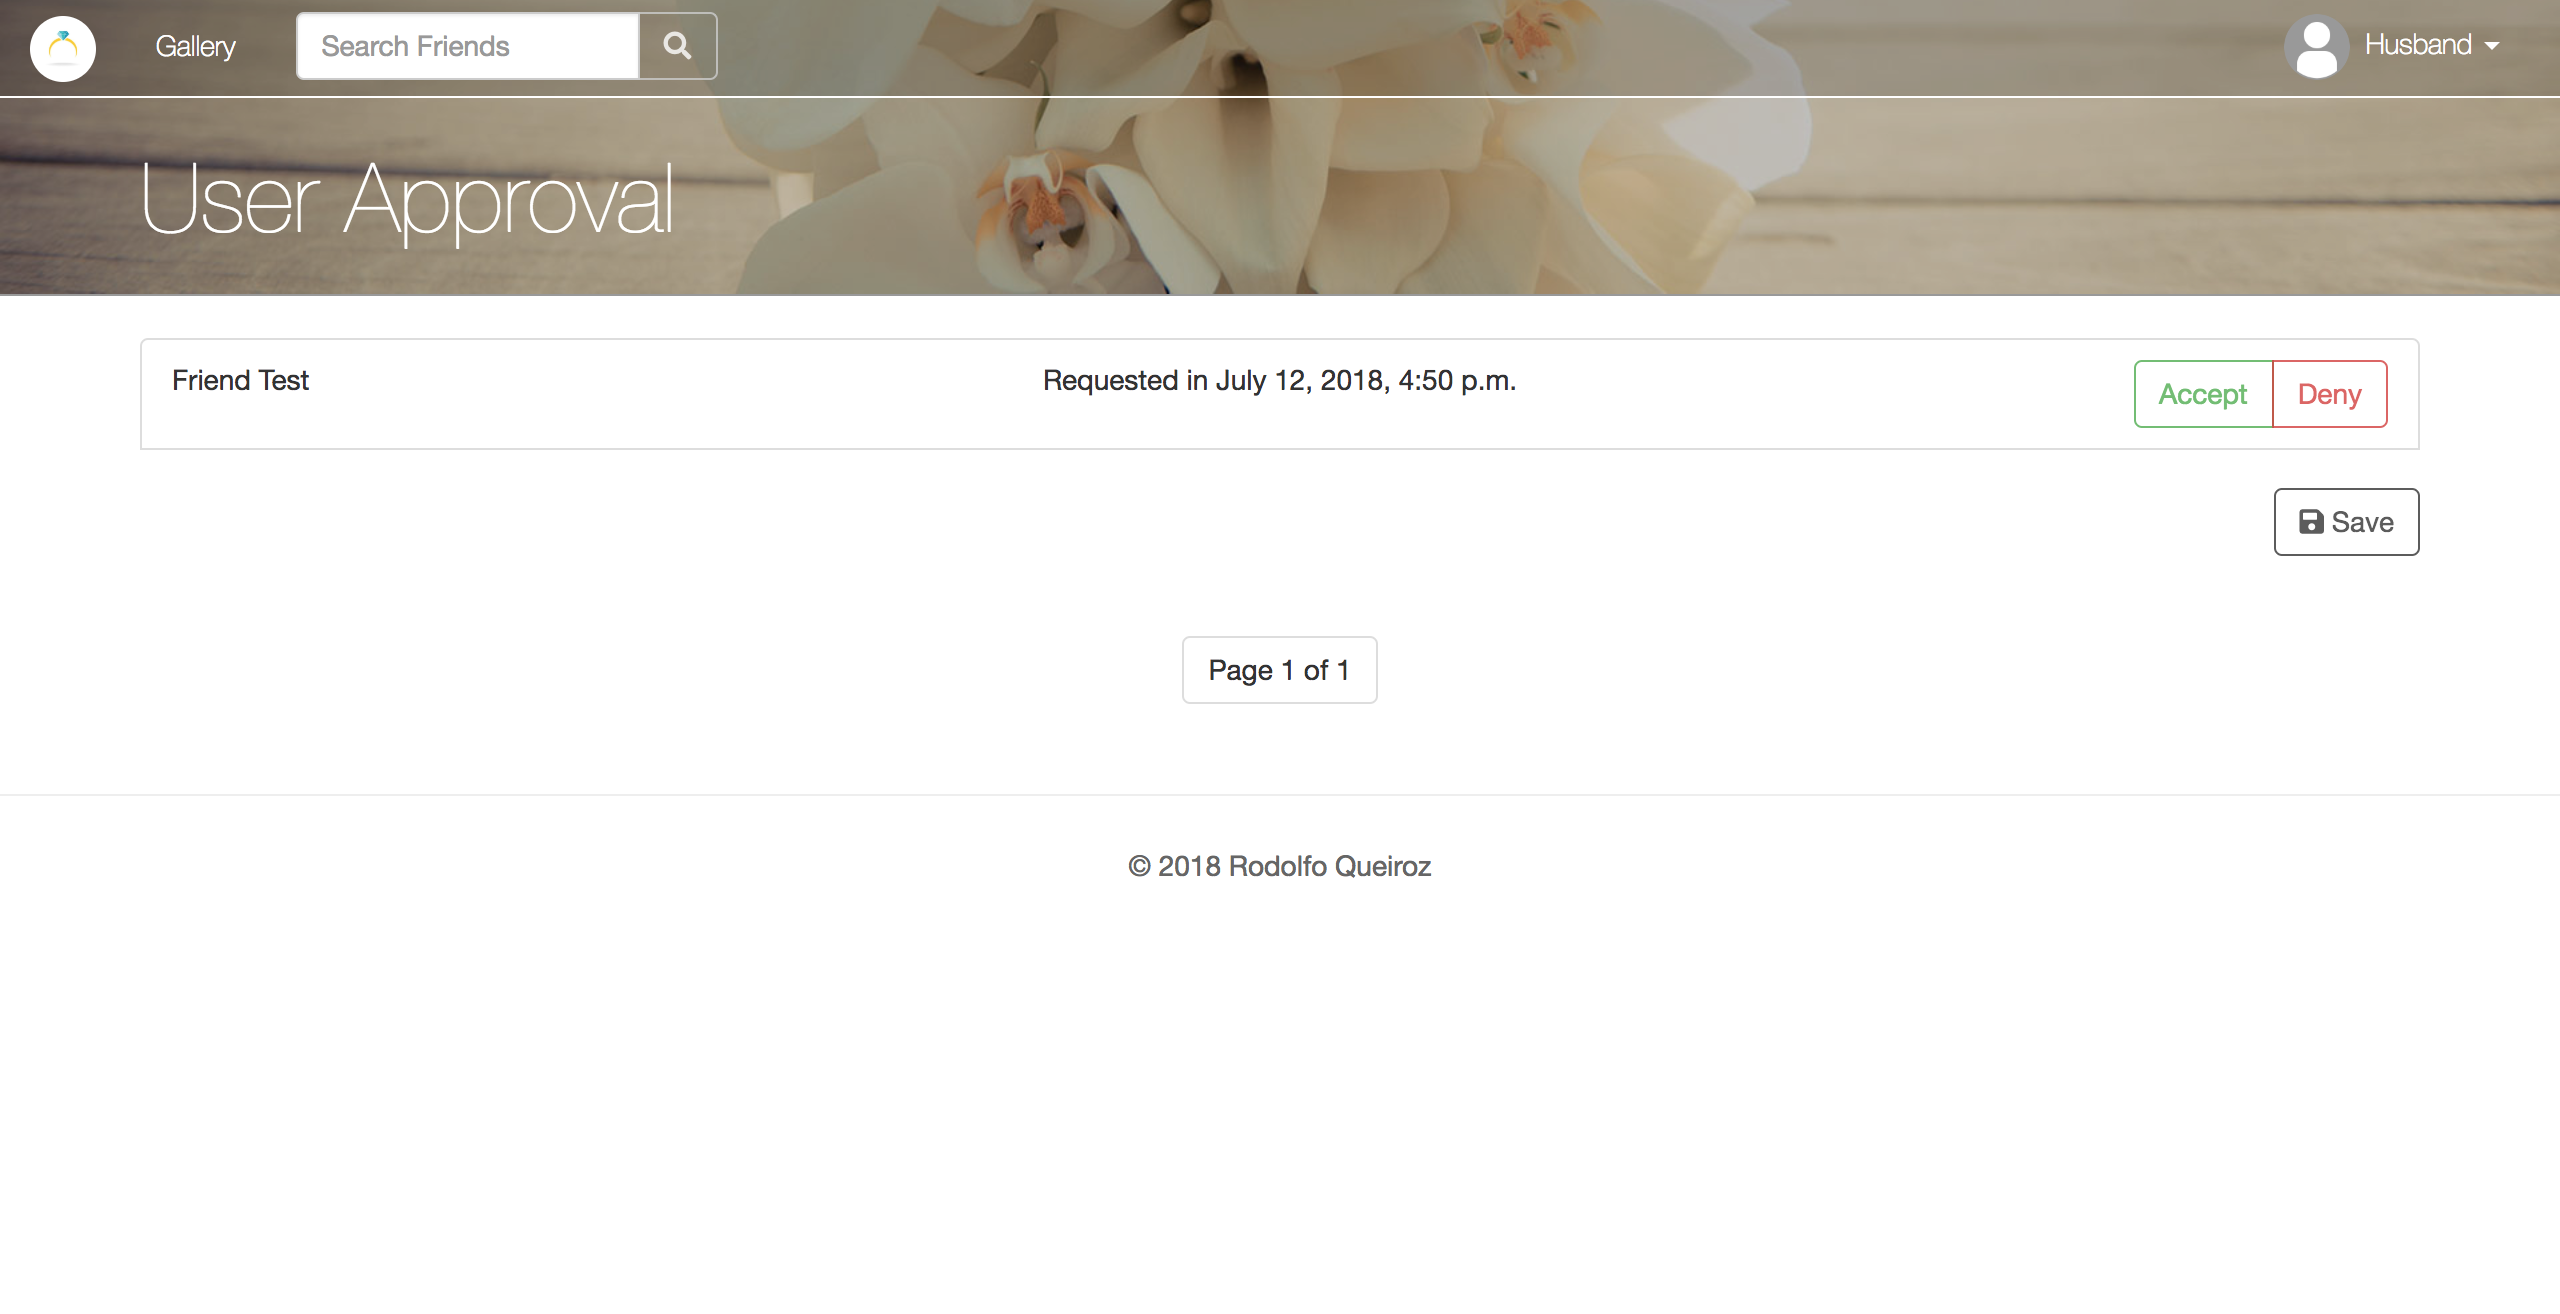 Gallery
Search Friends
Husband
User Approval
Friend Test
Requested in July 12, 2018, 4:50 p.m.
Accept
Deny
Save
Page 1 of 1
© 2018 Rodolfo Queiroz